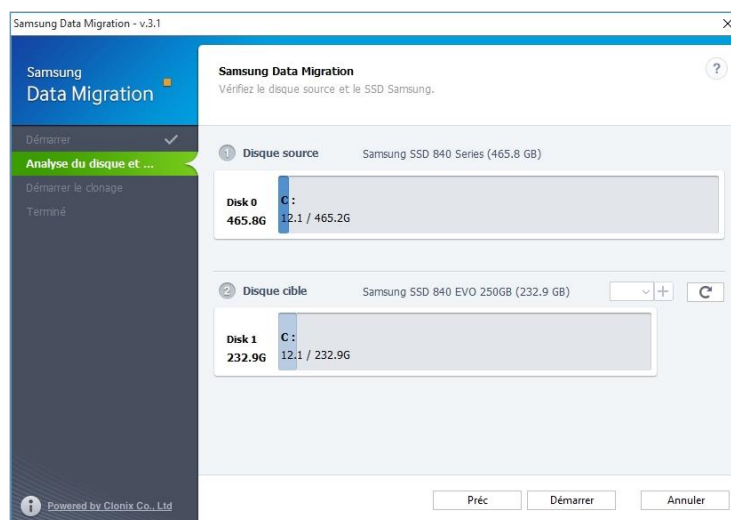 Samsung Data Migration - v.3.1
Samsung
Data Migration
Samsung Data Migration
Vérifiez le disque source et le SSD Samsung.
?
Démarrer
Analyse du disque et ...
Démarrer le clonage
Terminé
1 Disque source Samsung SSD 840 Series (465.8 GB)
Disk 0
465.8G
C :
12.1 / 465.2G
2 Disque cible Samsung SSD 840 EVO 250GB (232.9 GB)
Disk 1
232.9G
C :
12.1 / 232.9G
Powered by Clonix Co., Ltd
Préc Démarrer Annuler